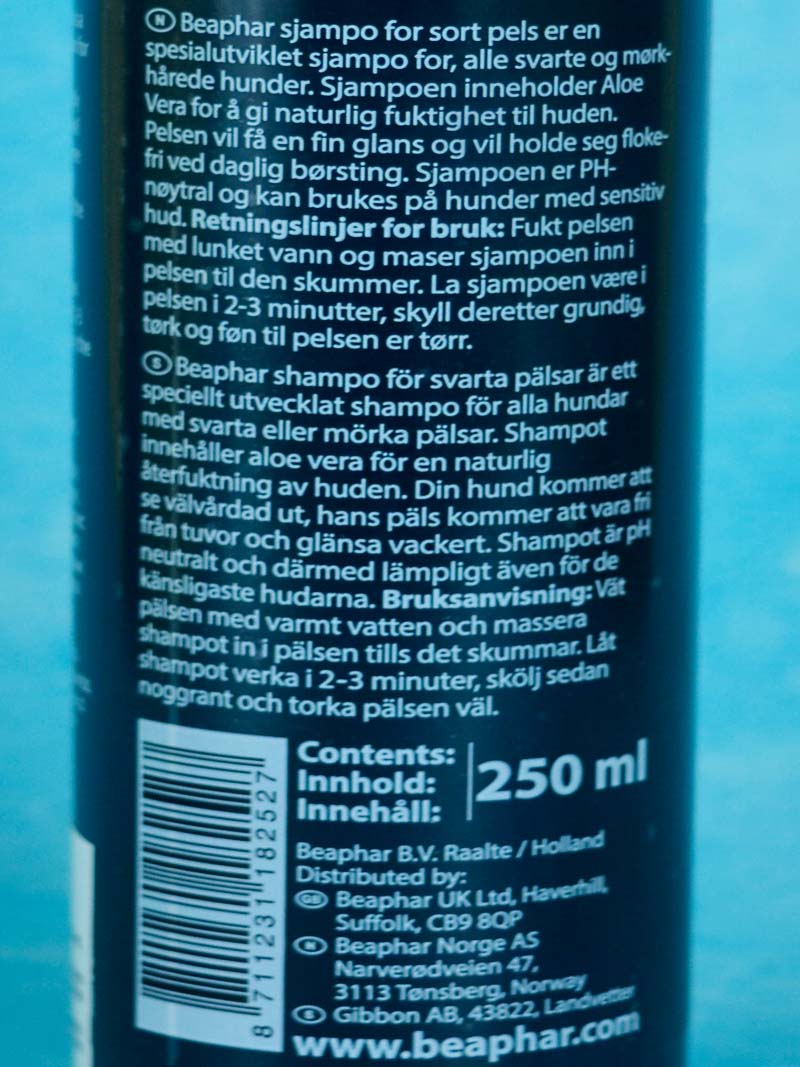 N Beaphar sjampo for sort pels er en
spesialutviklet sjampo for, alle svarte og mørk-
hårede hunder. Sjampoen inneholder Aloe
Vera for å gi naturlig fuktighet til huden.
Pelsen vil få en fin glans og vil holde seg floke-
fri ved daglig børsting. Sjampoen er PH-
nøytral og kan brukes på hunder med sensitiv
hud. Retningslinjer for bruk: Fukt pelsen
med lunket vann og maser sjampoen inn i
pelsen til den skummer. La sjampoen være i
pelsen i 2-3 minutter, skyll deretter grundig,
tørk og føn til pelsen er tørr.
S Beaphar shampo för svarta pälsar är ett
speciellt utvecklat shampo för alla hundar
med svarta eller mörka pälsar. Shampot
innehåller aloe vera för en naturlig
återfuktning av huden. Din hund kommer att
se välvårdad ut, hans päls kommer att vara fri
från tuvor och glänsa vackert. Shampot är pH
neutralt och därmed lämpligt även för de
känsligaste hudarna. Bruksanvisning: Vät
pälsen med varmt vatten och massera
shampot in i pälsen tills det skummar. Låt
shampot verka i 2-3 minuter, skölj sedan
noggrant och torka pälsen väl.
Contents:
Innhold:
Innehåll:
250 ml
8 711231 182527
Beaphar B.V. Raalte / Holland
Distributed by:
GB Beaphar UK Ltd, Haverhill,
Suffolk, CB9 8QP
N Beaphar Norge AS
Narverødveien 47,
3113 Tønsberg, Norway
S Gibbon AB, 43822, Landvetter
www.beaphar.com